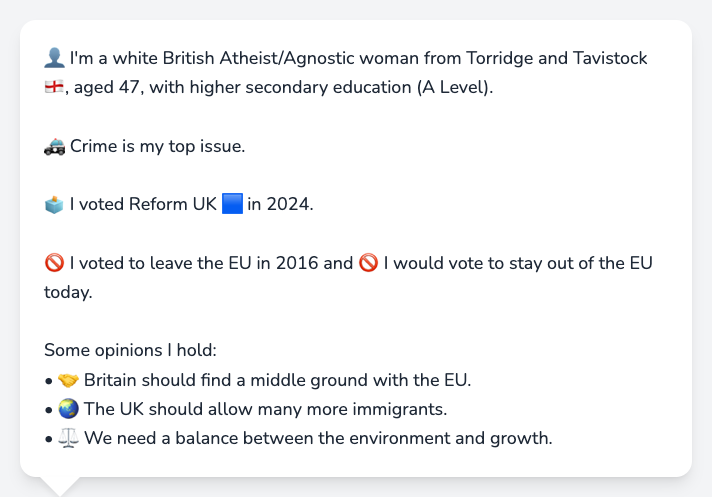 👤 I'm a white British Atheist/Agnostic woman from Torridge and Tavistock
🏴󠁧󠁢󠁥󠁮󠁧󠁿, aged 47, with higher secondary education (A Level).
🚓 Crime is my top issue.
🗳️ I voted Reform UK 🟦 in 2024.
🚫 I voted to leave the EU in 2016 and 🚫 I would vote to stay out of the EU
today.
Some opinions I hold:
• 🤝 Britain should find a middle ground with the EU.
• 🌏 The UK should allow many more immigrants.
• ⚖️ We need a balance between the environment and growth.